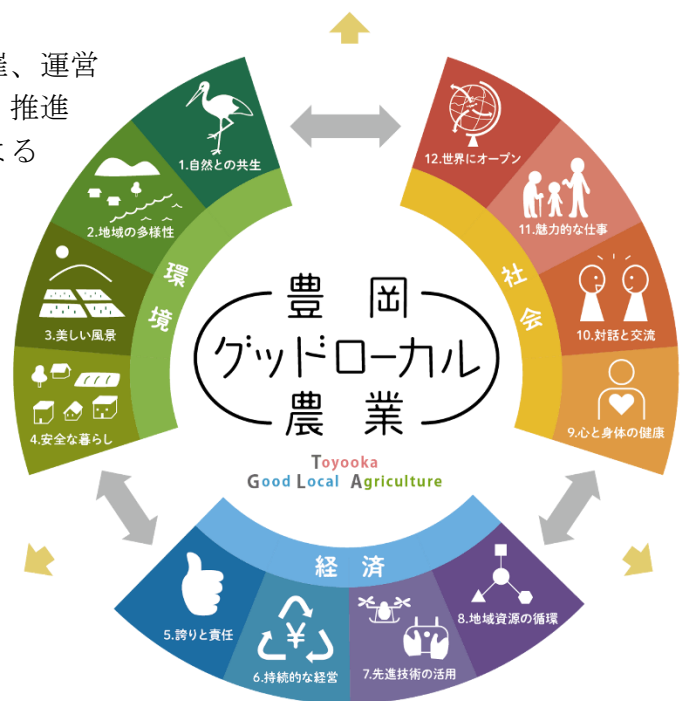 催、運営
推進
よる
1.自然との共生
2.地域の多様性
3.美しい風景
4.安全な暮らし
環境
12.世界にオープン
11.魅力的な仕事
10.対話と交流
9.心と身体の健康
社会
豊岡
グッドローカル
農業
Toyooka
Good Local Agriculture
経済
5.誇りと責任
¥
6.持続的な経営
7.先進技術の活用
8.地域資源の循環